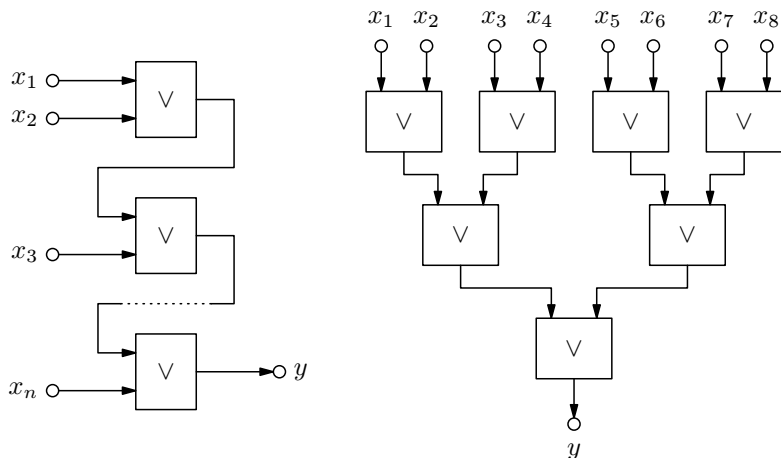 x₁
x₂
∨
x₃
∨
xₙ
∨
y
x₁ x₂ x₃ x₄ x₅ x₆ x₇ x₈
∨ ∨ ∨ ∨
∨ ∨
∨
y